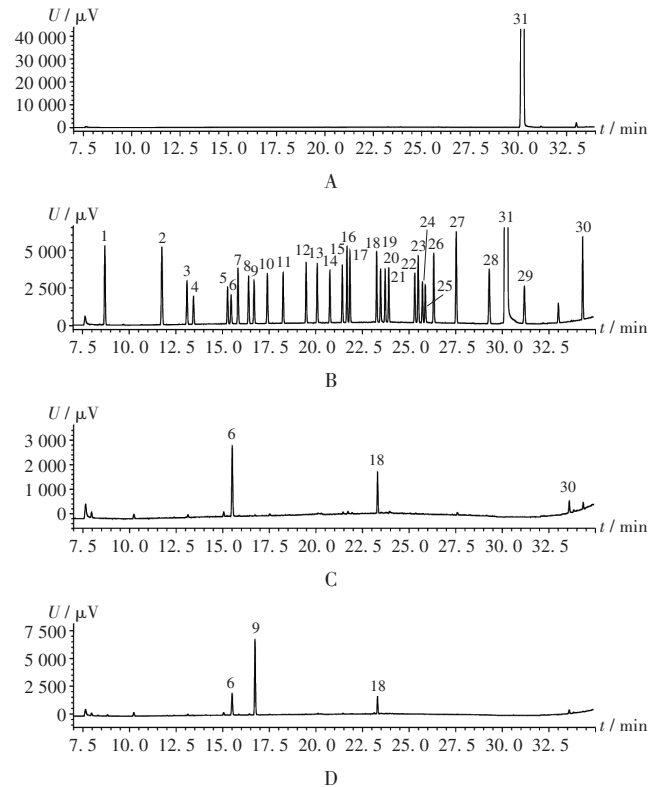 U / μV
31
40 000
30 000
20 000
10 000
0
7. 5 10. 0 12. 5 15. 0 17. 5 20. 0 22. 5 25. 0 27. 5 30. 0 32. 5 t / min
A
U / μV
1 2 3 4 5 6 7 8 9 10 11 12 13 14 15 16 17 18 19 20 21 22 23 24 25 26 27 28 31 29 30
5 000
2 500
0
7. 5 10. 0 12. 5 15. 0 17. 5 20. 0 22. 5 25. 0 27. 5 30. 0 32. 5 t / min
B
U / μV
3 000
2 000
1 000
0
6 18 30
7. 5 10. 0 12. 5 15. 0 17. 5 20. 0 22. 5 25. 0 27. 5 30. 0 32. 5 t / min
C
U / μV
7 500
5 000
2 500
0
6 9 18
7. 5 10. 0 12. 5 15. 0 17. 5 20. 0 22. 5 25. 0 27. 5 30. 0 32. 5 t / min
D